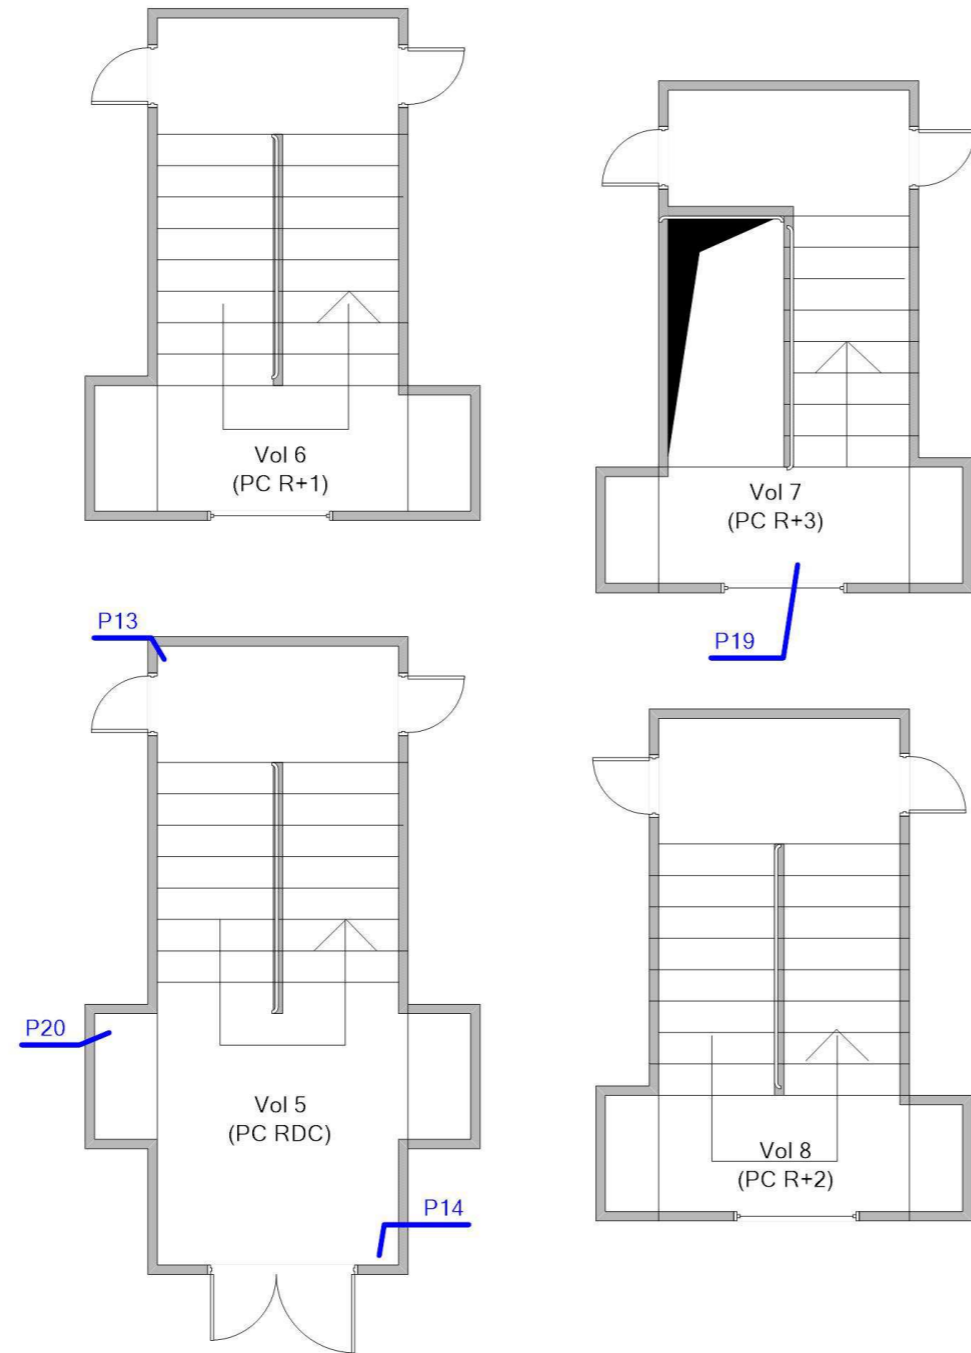 Vol 6
(PC R+1)
Vol 7
(PC R+3)
P13
P19
P20
Vol 5
(PC RDC)
P14
Vol 8
(PC R+2)